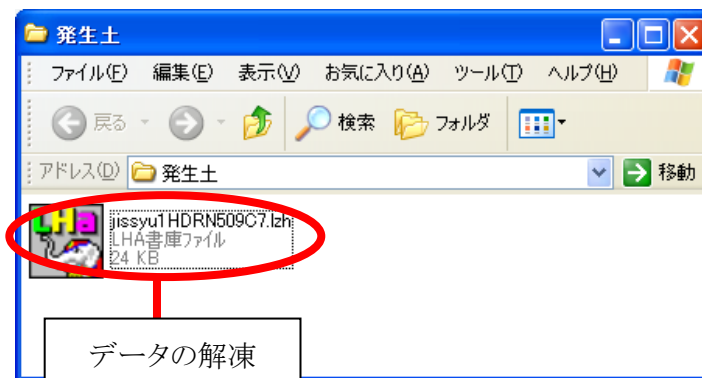 発生土
ファイル(F) 編集(E) 表示(V) お気に入り(A) ツール(T) ヘルプ(H)
戻る 検索 フォルダ
アドレス(D) 発生土 移動
LHa
jissyu1HDRN509C7.lzh
LHA書庫ファイル
24 KB
データの解凍